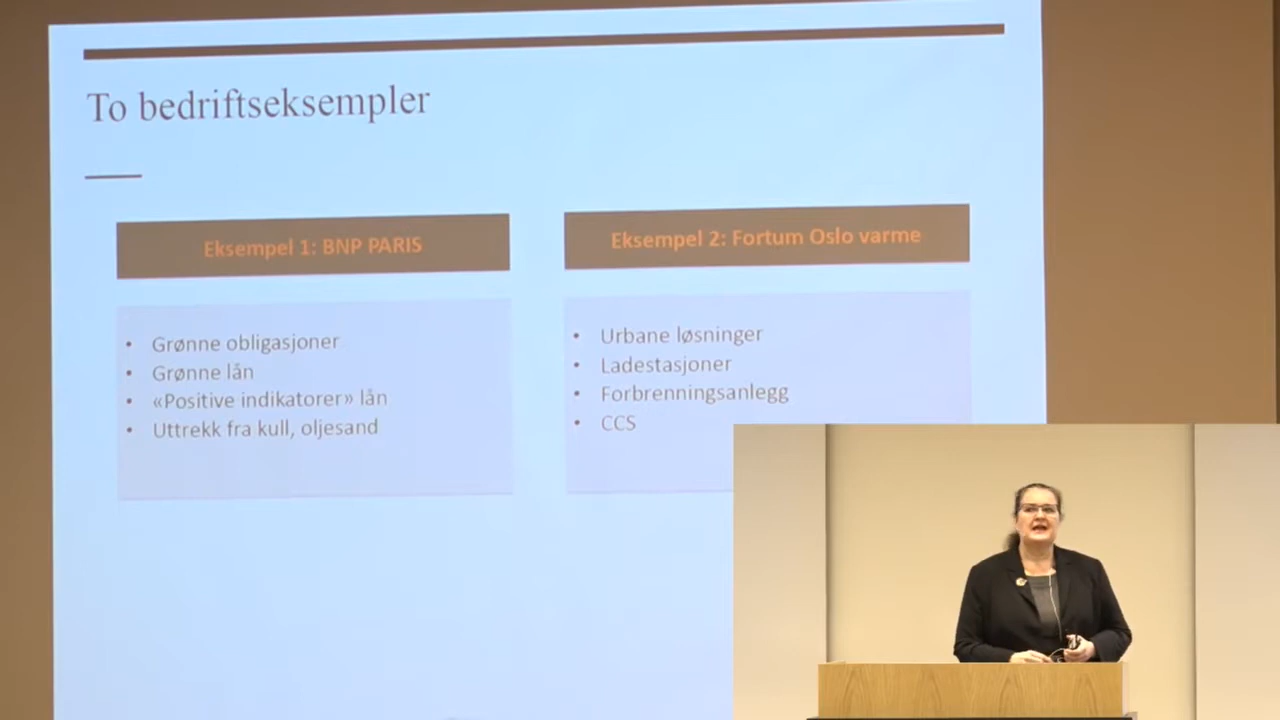 To bedriftseksempler
Eksempel 1: BNP PARIS
Grønne obligasjoner
Grønne lån
«Positive indikatorer» lån
Uttrekk fra kull, oljesand
Eksempel 2: Fortum Oslo varme
Urbane løsninger
Ladestasjoner
Forbrenningsanlegg
CCS